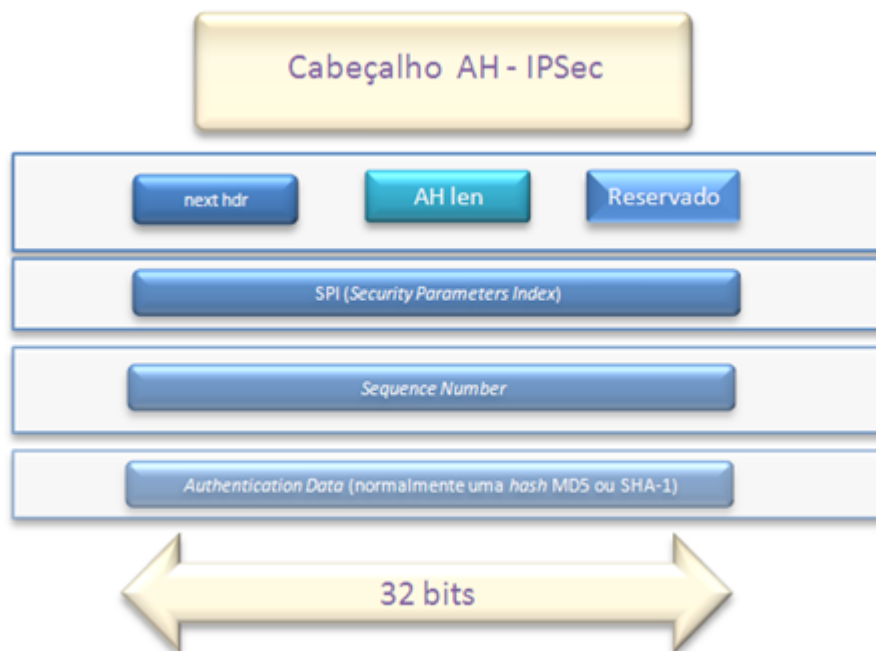 Cabeçalho AH - IPSec
next hdr
AH len
Reservado
SPI (Security Parameters Index)
Sequence Number
Authentication Data (normalmente uma hash MD5 ou SHA-1)
32 bits